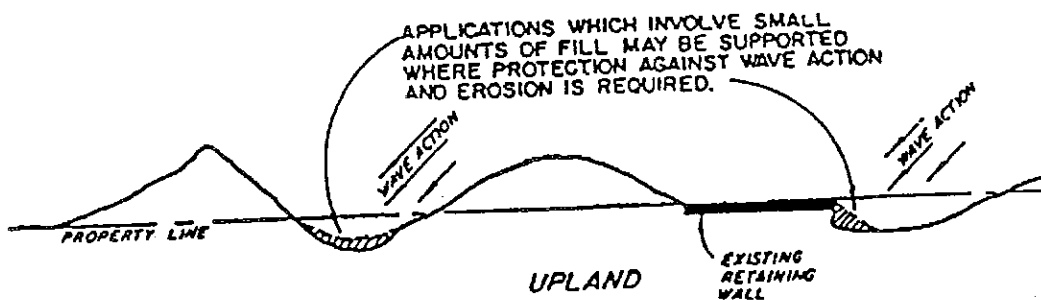 APPLICATIONS WHICH INVOLVE SMALL
AMOUNTS OF FILL MAY BE SUPPORTED
WHERE PROTECTION AGAINST WAVE ACTION
AND EROSION IS REQUIRED.
WAVE ACTION
WAVE ACTION
PROPERTY LINE
EXISTING
RETAINING
WALL
UPLAND